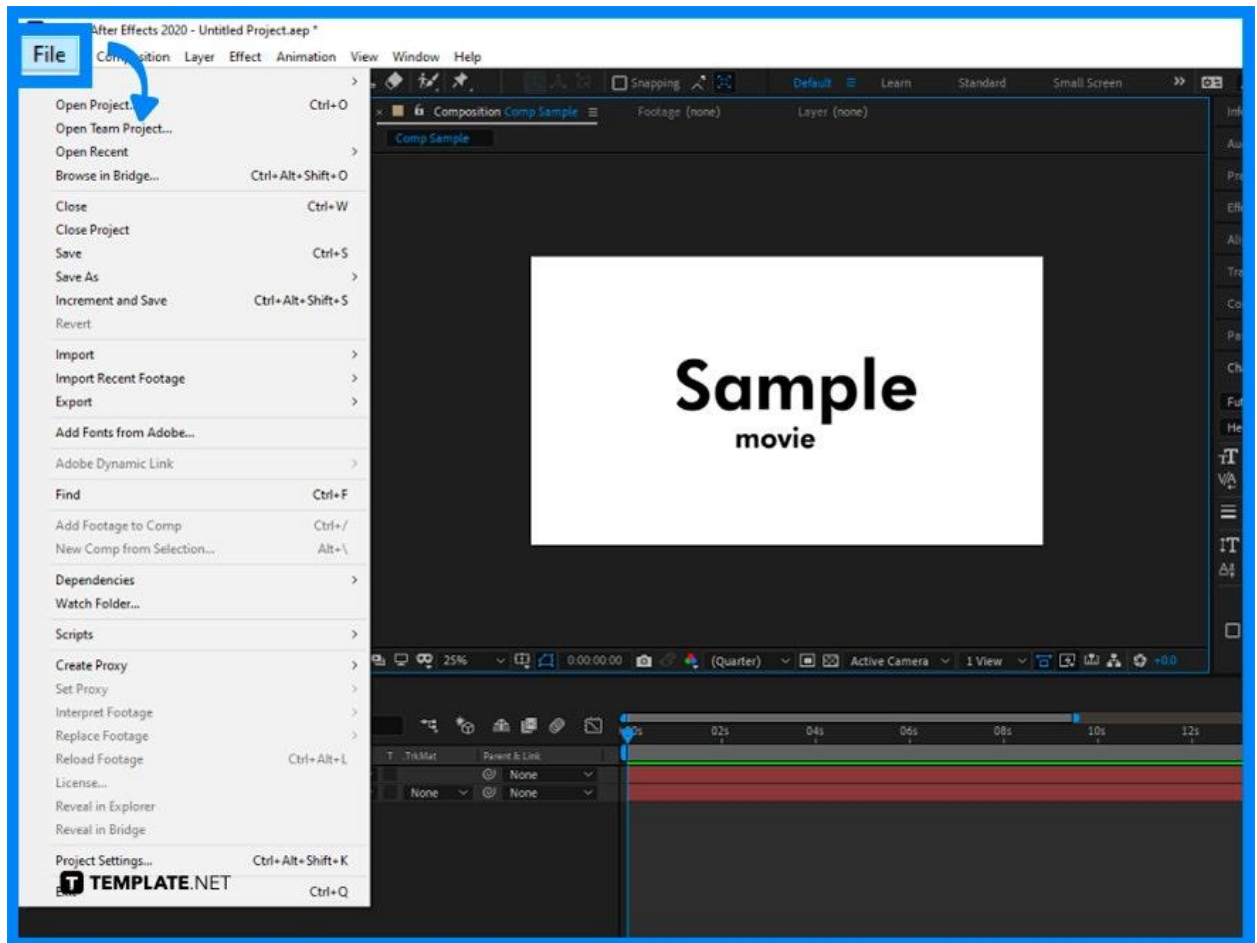 After Effects 2020 - Untitled Project.aep *
File Composition Layer Effect Animation View Window Help
Snapping Default Learn Standard Small Screen
Open Project... Ctrl+O
Open Team Project...
Open Recent
Browse in Bridge... Ctrl+Alt+Shift+O
Close Ctrl+W
Close Project
Save Ctrl+S
Save As
Increment and Save Ctrl+Alt+Shift+S
Revert
Import
Import Recent Footage
Export
Add Fonts from Adobe...
Adobe Dynamic Link
Find Ctrl+F
Add Footage to Comp Ctrl+/
New Comp from Selection... Alt+\
Dependencies
Watch Folder...
Scripts
Create Proxy
Set Proxy
Interpret Footage
Replace Footage
Reload Footage Ctrl+Alt+L
License...
Reveal in Explorer
Reveal in Bridge
Project Settings... Ctrl+Alt+Shift+K
Ctrl+Q
T TEMPLATE.NET
Composition Comp Sample Footage (none) Layer (none)
Comp Sample
Sample
movie
25% 0:00:00:00 (Quarter) Active Camera 1 View +0.0
02s 04s 06s 08s 10s 12s
T .TrkMat Parent & Link
None
None None